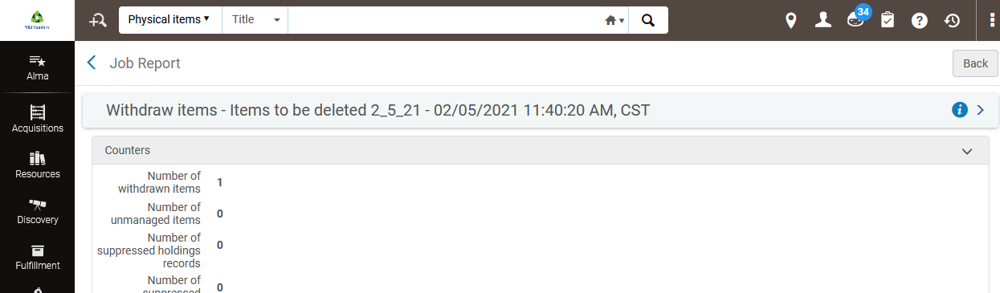 Physical items
Title
34
Job Report
Back
Alma
Withdraw items - Items to be deleted 2_5_21 - 02/05/2021 11:40:20 AM, CST
Acquisitions
Counters
Resources
Number of
withdrawn items
1
Number of
unmanaged items
0
Discovery
Number of
suppressed holdings
records
0
Fulfillment
Number of
suppressed
0